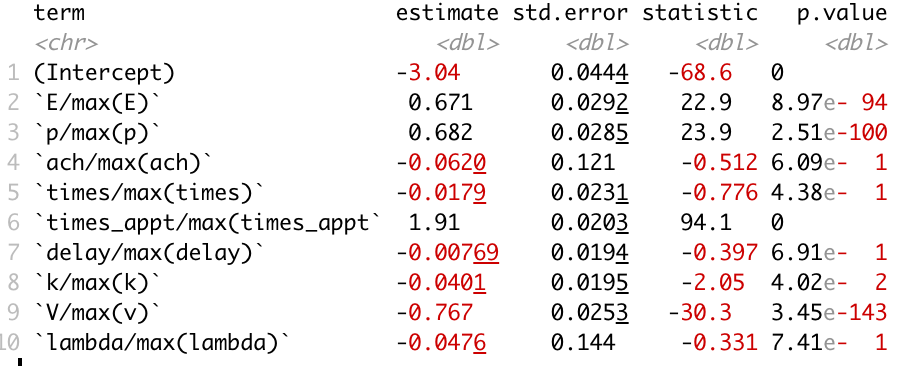 term estimate std.error statistic p.value
<chr> <dbl> <dbl> <dbl> <dbl>
1 (Intercept) -3.04 0.0444 -68.6 0
2 `E/max(E)` 0.671 0.0292 22.9 8.97e- 94
3 `p/max(p)` 0.682 0.0285 23.9 2.51e-100
4 `ach/max(ach)` -0.0620 0.121 -0.512 6.09e- 1
5 `times/max(times)` -0.0179 0.0231 -0.776 4.38e- 1
6 `times_appt/max(times_appt` 1.91 0.0203 94.1 0
7 `delay/max(delay)` -0.00769 0.0194 -0.397 6.91e- 1
8 `k/max(k)` -0.0401 0.0195 -2.05 4.02e- 2
9 `V/max(v)` -0.767 0.0253 -30.3 3.45e-143
10 `lambda/max(lambda)` -0.0476 0.144 -0.331 7.41e- 1